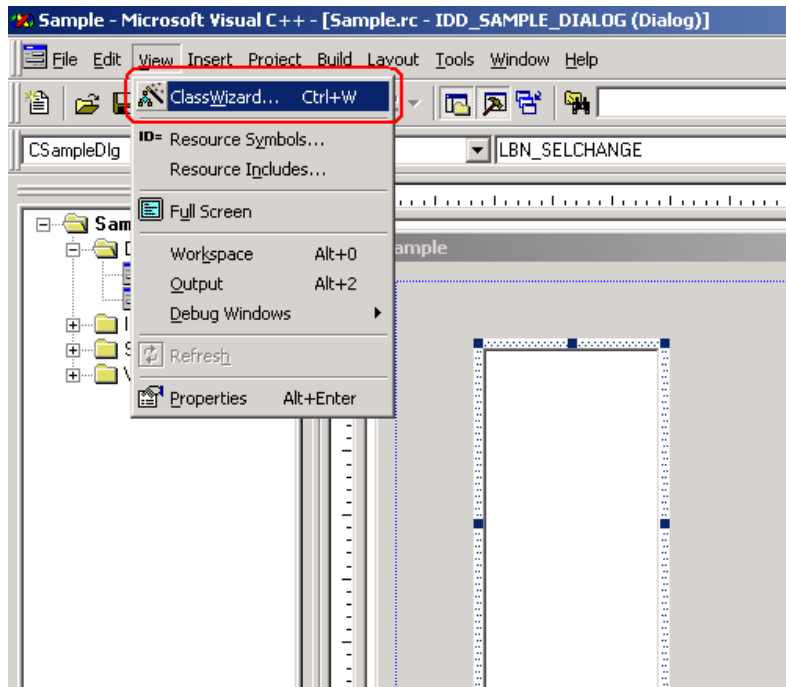 Sample - Microsoft Visual C++ - [Sample.rc - IDD_SAMPLE_DIALOG (Dialog)]
File Edit View Insert Project Build Layout Tools Window Help
ClassWizard... Ctrl+W
CSampleDlg
LBN_SELCHANGE
ID= Resource Symbols...
Resource Includes...
Full Screen
Workspace Alt+0
Output Alt+2
Debug Windows
Refresh
Properties Alt+Enter